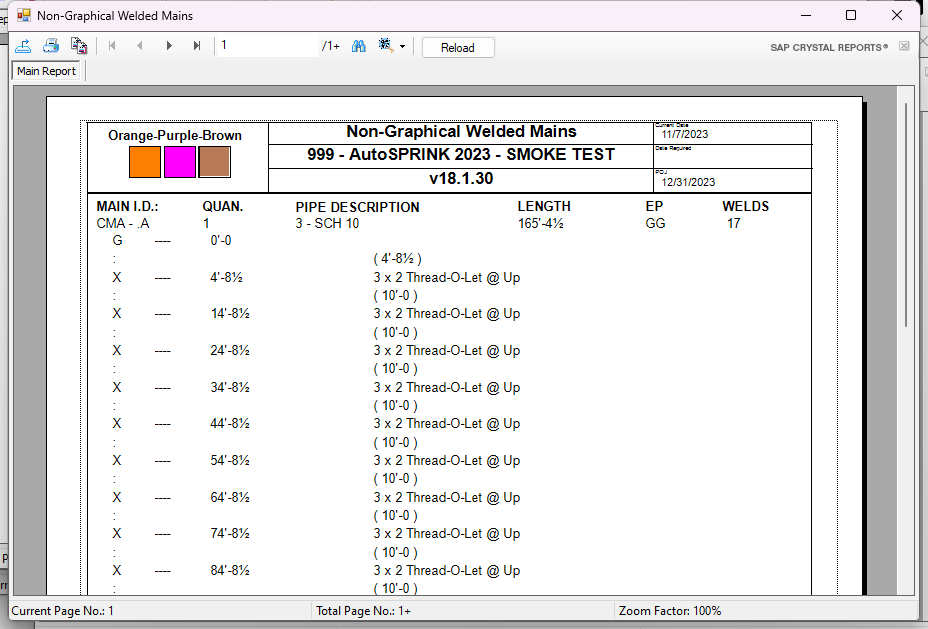 Non-Graphical Welded Mains
1 /1+ Reload SAP CRYSTAL REPORTS®
Main Report
Orange-Purple-Brown
Non-Graphical Welded Mains
999 - AutoSPRINK 2023 - SMOKE TEST
v18.1.30
Current Date
11/7/2023
Date Required
POJ
12/31/2023
MAIN I.D.: QUAN. PIPE DESCRIPTION LENGTH EP WELDS
CMA - .A 1 3 - SCH 10 165'-4½ GG 17
G ---- 0'-0
: ( 4'-8½ )
X ---- 4'-8½ 3 x 2 Thread-O-Let @ Up
: ( 10'-0 )
X ---- 14'-8½ 3 x 2 Thread-O-Let @ Up
: ( 10'-0 )
X ---- 24'-8½ 3 x 2 Thread-O-Let @ Up
: ( 10'-0 )
X ---- 34'-8½ 3 x 2 Thread-O-Let @ Up
: ( 10'-0 )
X ---- 44'-8½ 3 x 2 Thread-O-Let @ Up
: ( 10'-0 )
X ---- 54'-8½ 3 x 2 Thread-O-Let @ Up
: ( 10'-0 )
X ---- 64'-8½ 3 x 2 Thread-O-Let @ Up
: ( 10'-0 )
X ---- 74'-8½ 3 x 2 Thread-O-Let @ Up
: ( 10'-0 )
X ---- 84'-8½ 3 x 2 Thread-O-Let @ Up
: ( 10'-0 )
Current Page No.: 1 Total Page No.: 1+ Zoom Factor: 100%